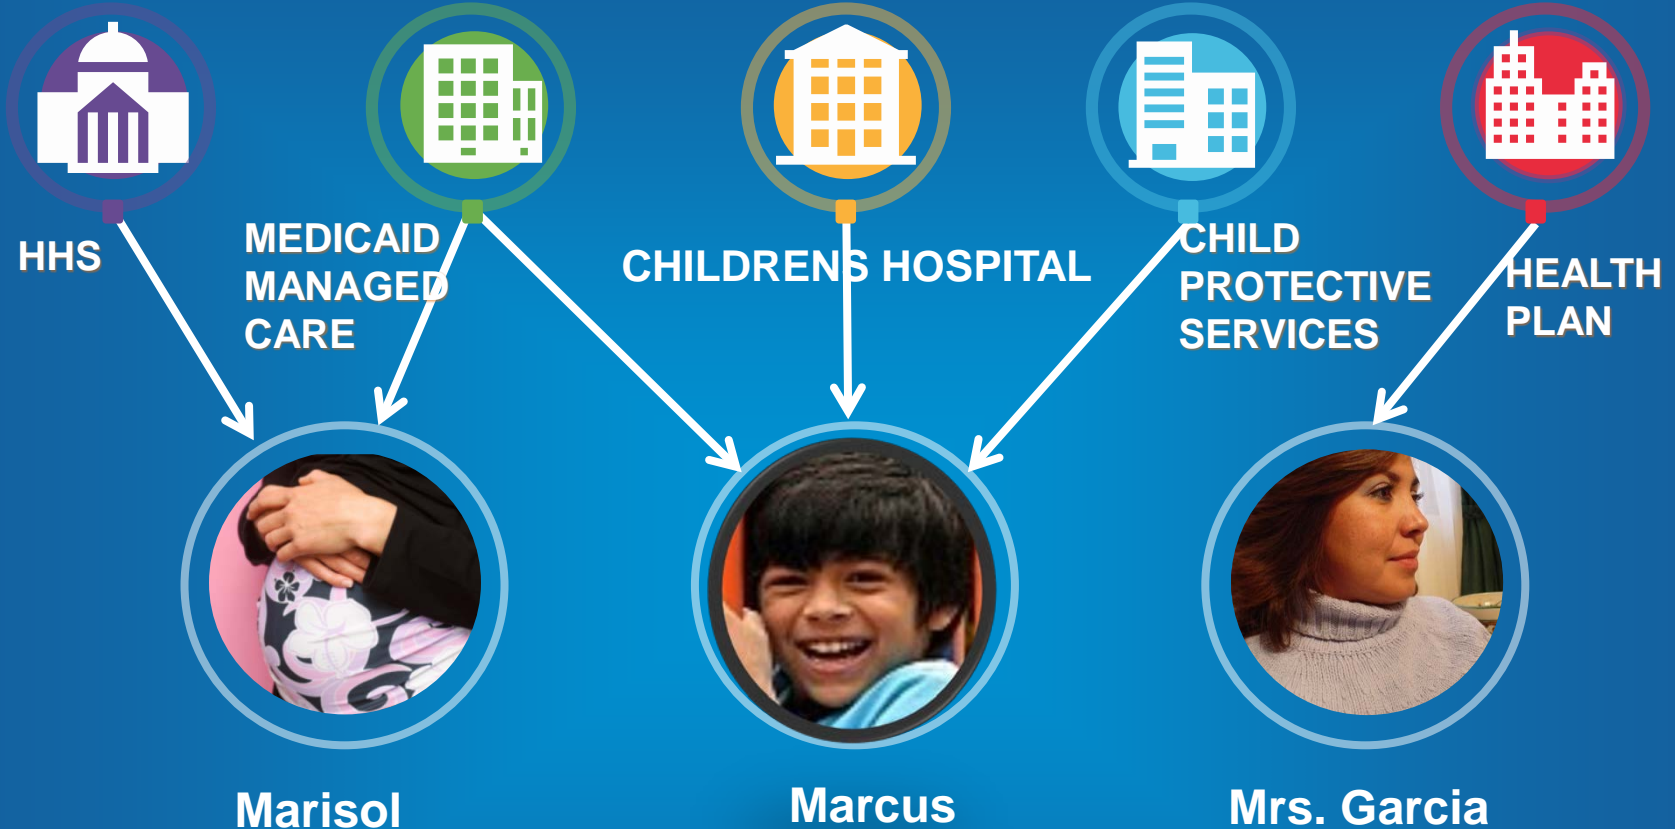 HHS
MEDICAID
MANAGED
CARE
CHILDRENS HOSPITAL
CHILD
PROTECTIVE
SERVICES
HEALTH
PLAN
Marisol
Marcus
Mrs. Garcia